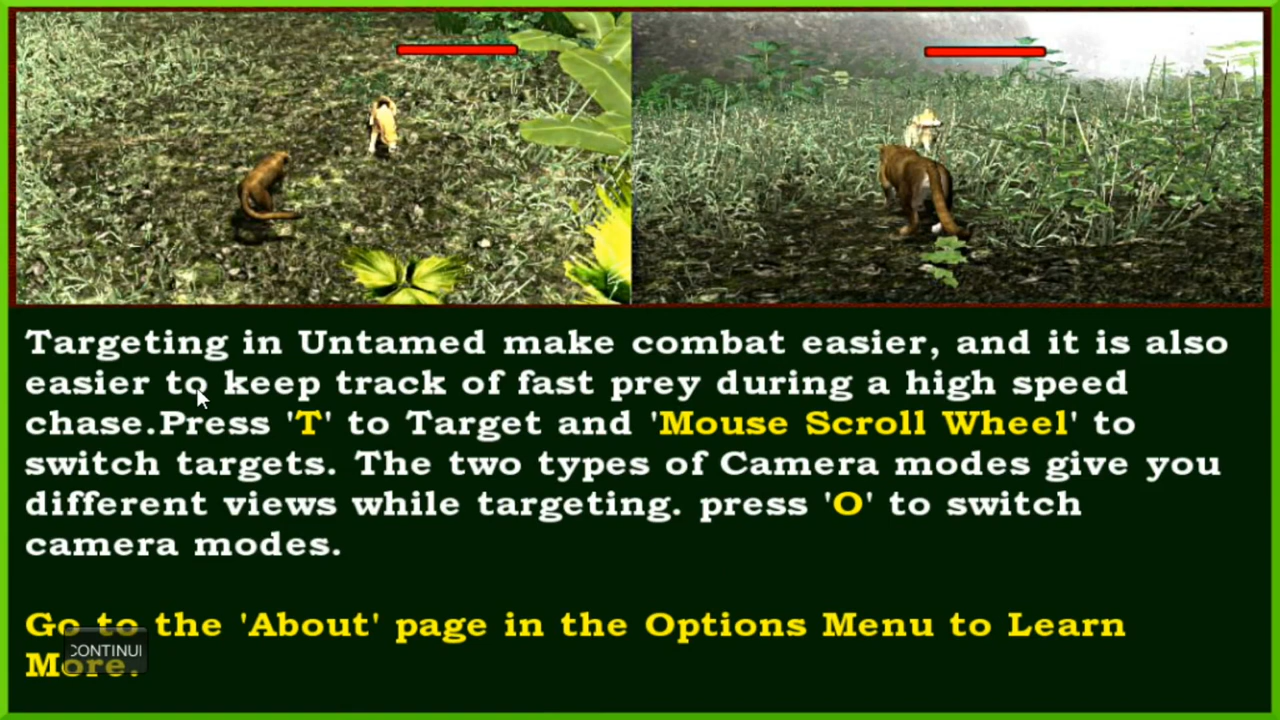 Targeting in Untamed make combat easier, and it is also
easier to keep track of fast prey during a high speed
chase.Press 'T' to Target and 'Mouse Scroll Wheel' to
switch targets. The two types of Camera modes give you
different views while targeting. press 'O' to switch
camera modes.
Go to the 'About' page in the Options Menu to Learn
More.
CONTINUI